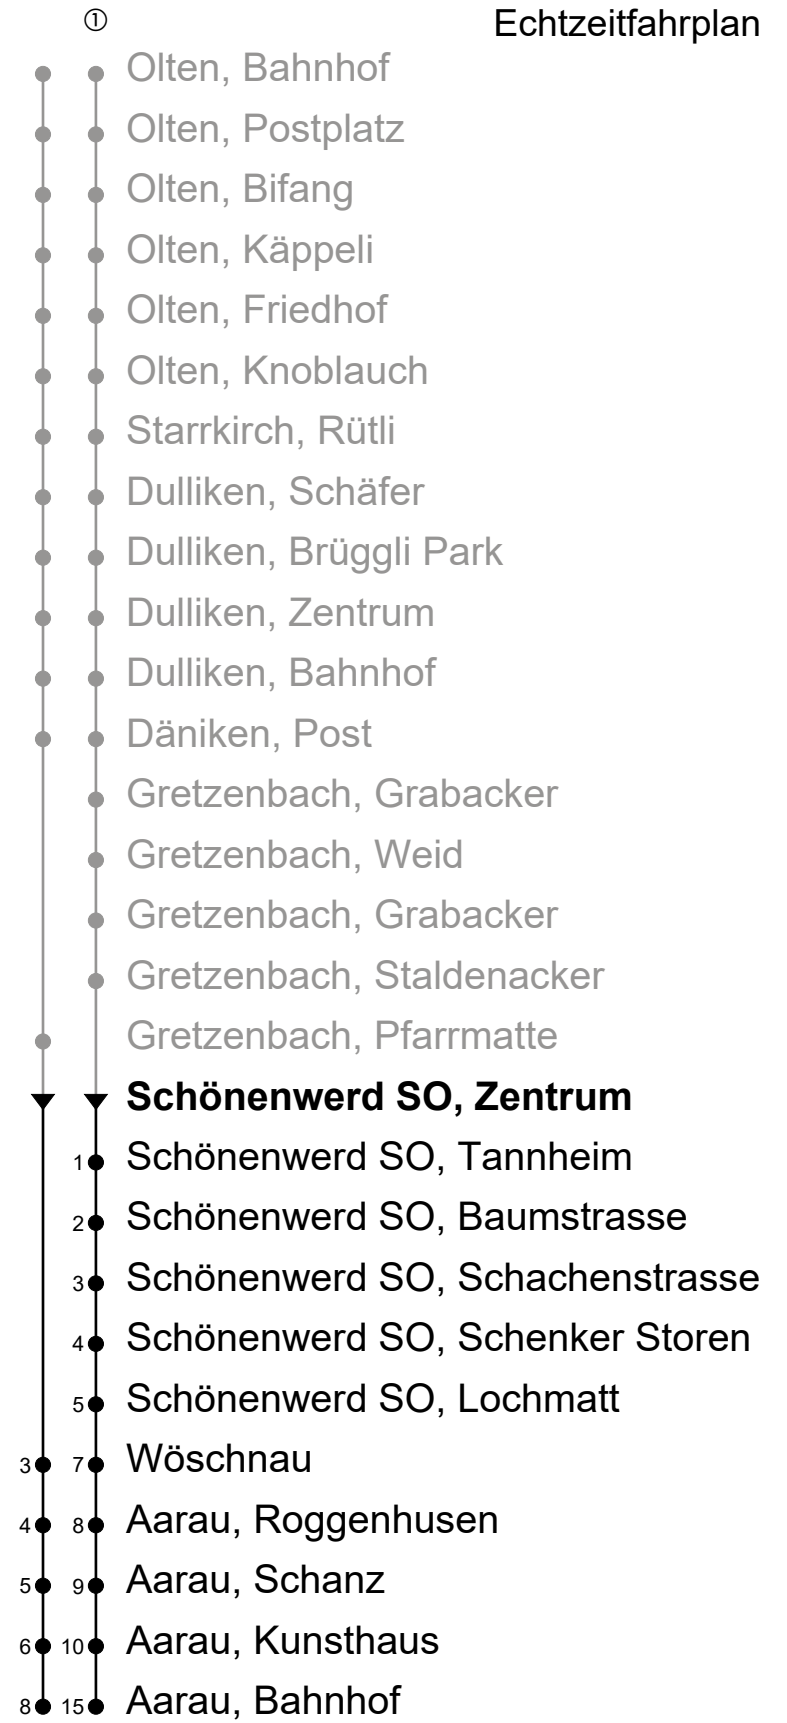 ① Echtzeitfahrplan
Olten, Bahnhof
Olten, Postplatz
Olten, Bifang
Olten, Käppeli
Olten, Friedhof
Olten, Knoblauch
Starrkirch, Rütli
Dulliken, Schäfer
Dulliken, Brüggli Park
Dulliken, Zentrum
Dulliken, Bahnhof
Däniken, Post
Gretzenbach, Grabacker
Gretzenbach, Weid
Gretzenbach, Grabacker
Gretzenbach, Staldenacker
Gretzenbach, Pfarrmatte
Schönenwerd SO, Zentrum
1 Schönenwerd SO, Tannheim
2 Schönenwerd SO, Baumstrasse
3 Schönenwerd SO, Schachenstrasse
4 Schönenwerd SO, Schenker Storen
5 Schönenwerd SO, Lochmatt
3 7 Wöschnau
4 8 Aarau, Roggenhusen
5 9 Aarau, Schanz
6 10 Aarau, Kunsthaus
8 15 Aarau, Bahnhof